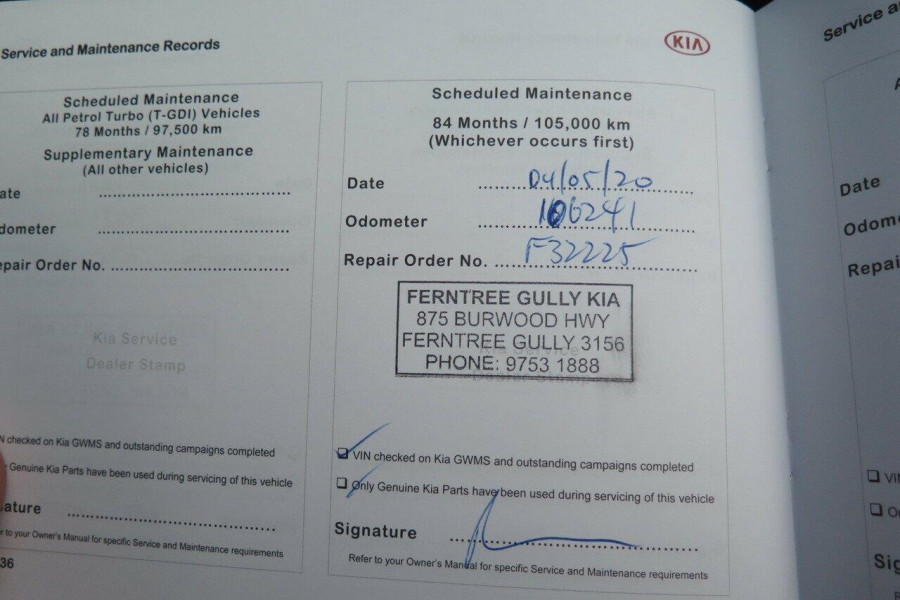 Service and Maintenance Records
Scheduled Maintenance
All Petrol Turbo (T-GDI) Vehicles
78 Months / 97,500 km
Supplementary Maintenance
(All other vehicles)
ate
dometer
epair Order No.
Kia Service
Dealer Stamp
N checked on Kia GWMS and outstanding campaigns completed
Genuine Kia Parts have been used during servicing of this vehicle
ature
er to your Owner's Manual for specific Service and Maintenance requirements
36
KIA
Scheduled Maintenance
84 Months / 105,000 km
(Whichever occurs first)
Date 04/05/20
Odometer 106241
Repair Order No. F32225
FERNTREE GULLY KIA
875 BURWOOD HWY
FERNTREE GULLY 3156
PHONE: 9753 1888
VIN checked on Kia GWMS and outstanding campaigns completed
Only Genuine Kia Parts have been used during servicing of this vehicle
Signature
Refer to your Owner's Manual for specific Service and Maintenance requirements
Service a
Date
Odom
Repai
VI
O
Sig